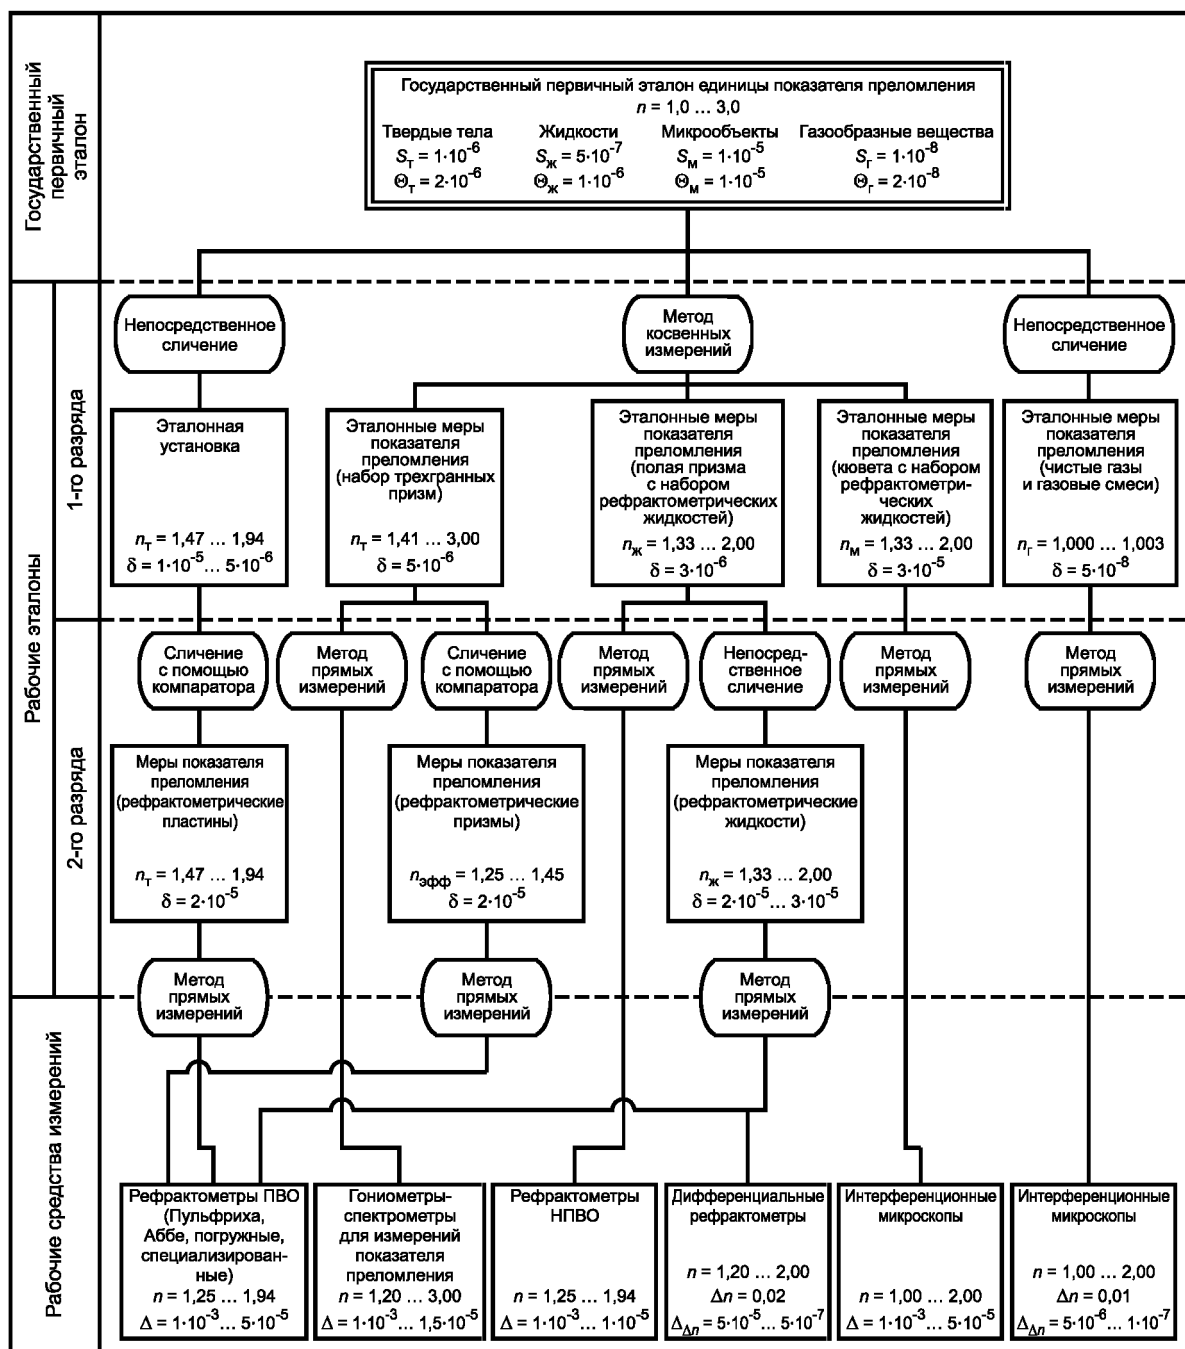 Государственный
первичный
эталон
Государственный первичный эталон единицы показателя преломления
n = 1,0 ... 3,0
Твердые тела
Sт = 1·10⁻⁶
Θт = 2·10⁻⁶
Жидкости
Sж = 5·10⁻⁷
Θж = 1·10⁻⁶
Микрообъекты
Sм = 1·10⁻⁵
Θм = 1·10⁻⁵
Газообразные вещества
Sг = 1·10⁻⁸
Θг = 2·10⁻⁸
Рабочие эталоны
1-го разряда
Непосредственное
сличение
Метод
косвенных
измерений
Непосредственное
сличение
Эталонная
установка
nт = 1,47 ... 1,94
δ = 1·10⁻⁵... 5·10⁻⁶
Эталонные меры
показателя
преломления
(набор трехгранных
призм)
nт = 1,41 ... 3,00
δ = 5·10⁻⁶
Эталонные меры
показателя
преломления
(полая призма
с набором
рефрактометрических
жидкостей)
nж = 1,33 ... 2,00
δ = 3·10⁻⁶
Эталонные меры
показателя
преломления
(кювета с набором
рефрактометри-
ческих
жидкостей)
nм = 1,33 ... 2,00
δ = 3·10⁻⁵
Эталонные меры
показателя
преломления
(чистые газы
и газовые смеси)
nг = 1,000 ... 1,003
δ = 5·10⁻⁸
2-го разряда
Сличение
с помощью
компаратора
Метод
прямых
измерений
Сличение
с помощью
компаратора
Метод
прямых
измерений
Непосред-
ственное
сличение
Метод
прямых
измерений
Метод
прямых
измерений
Меры показателя
преломления
(рефрактометрические
пластины)
nт = 1,47 ... 1,94
δ = 2·10⁻⁵
Меры показателя
преломления
(рефрактометрические
призмы)
nэфф = 1,25 ... 1,45
δ = 2·10⁻⁵
Меры показателя
преломления
(рефрактометрические
жидкости)
nж = 1,33 ... 2,00
δ = 2·10⁻⁵... 3·10⁻⁵
Метод
прямых
измерений
Метод
прямых
измерений
Метод
прямых
измерений
Рабочие средства измерений
Рефрактометры ПВО
(Пульфриха,
Аббе, погружные,
специализирован-
ные)
n = 1,25 ... 1,94
Δ = 1·10⁻³... 5·10⁻⁵
Гониометры-
спектрометры
для измерений
показателя
преломления
n = 1,20 ... 3,00
Δ = 1·10⁻³... 1,5·10⁻⁵
Рефрактометры
НПВО
n = 1,25 ... 1,94
Δ = 1·10⁻³... 1·10⁻⁵
Дифференциальные
рефрактометры
n = 1,20 ... 2,00
Δn = 0,02
ΔΔn = 5·10⁻⁵... 5·10⁻⁷
Интерференционные
микроскопы
n = 1,00 ... 2,00
Δ = 1·10⁻³... 5·10⁻⁵
Интерференционные
микроскопы
n = 1,00 ... 2,00
Δn = 0,01
ΔΔn = 5·10⁻⁶... 1·10⁻⁷